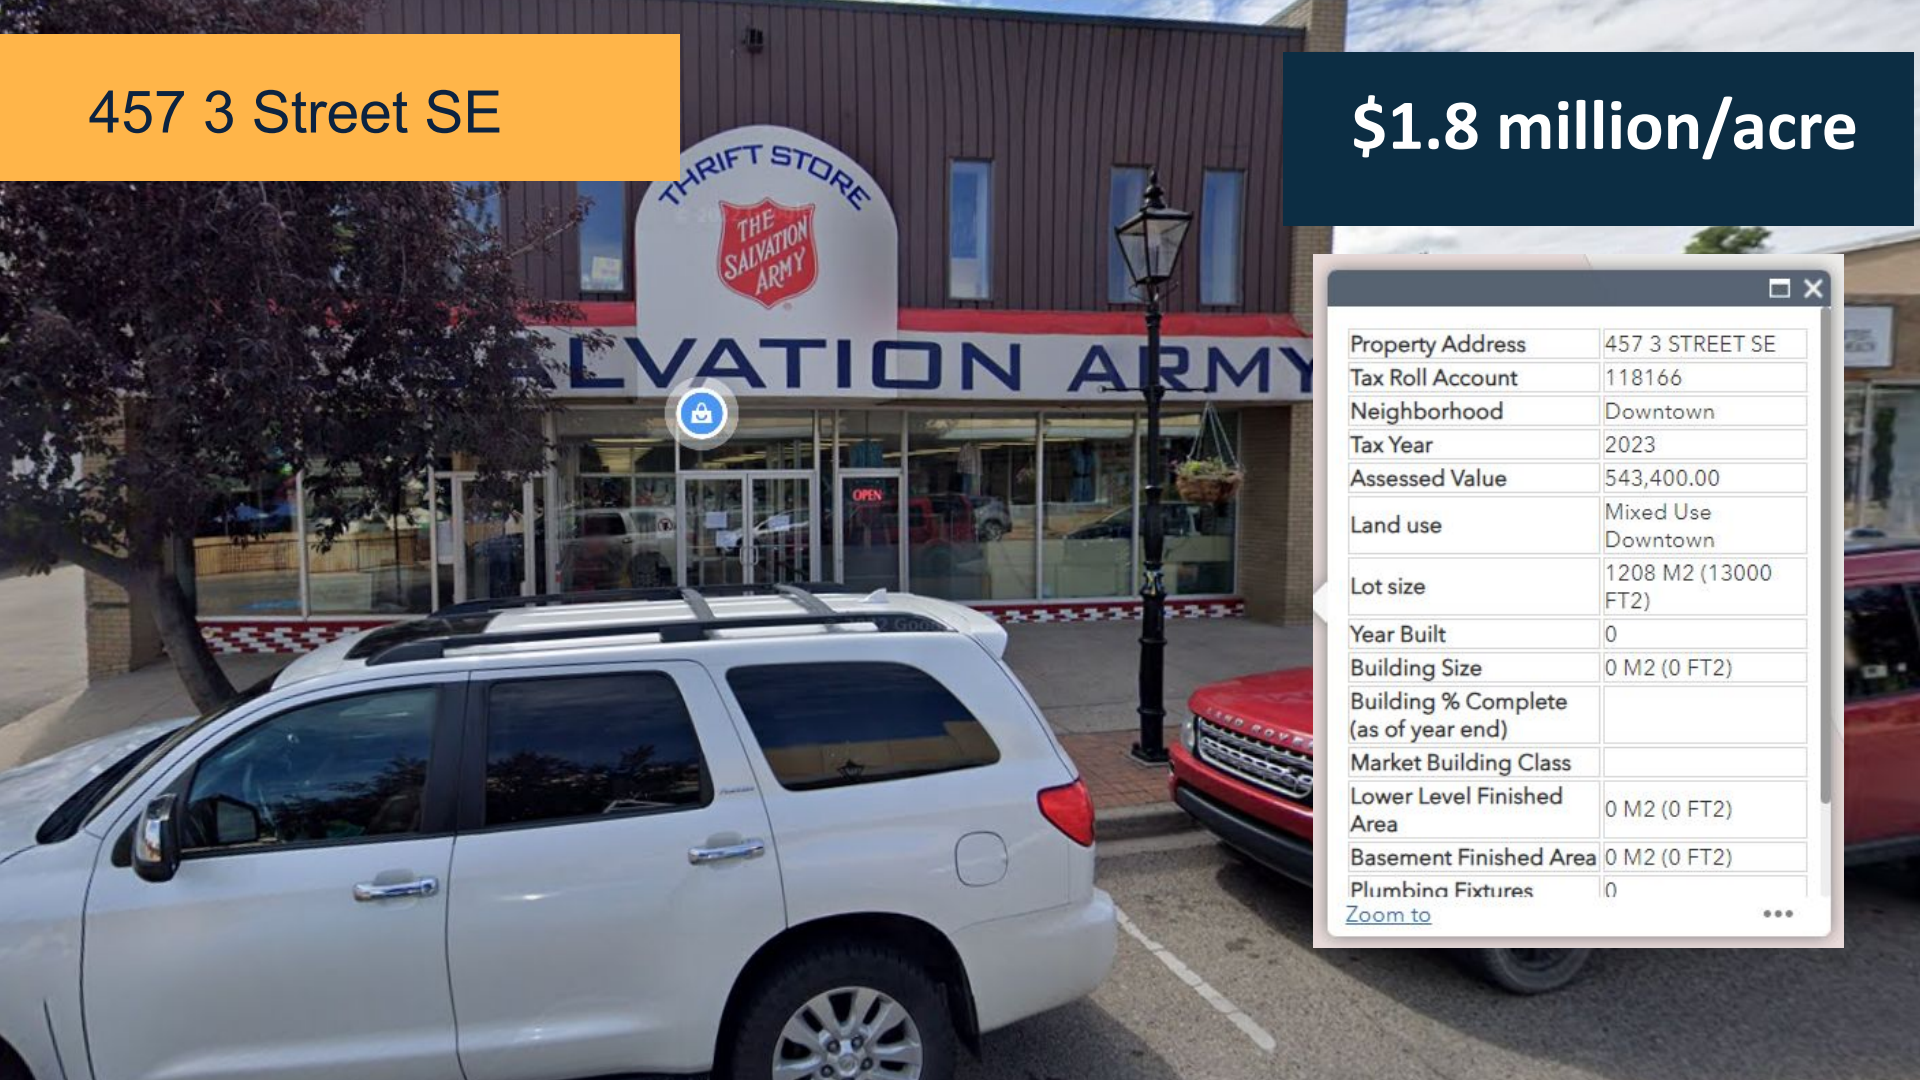 457 3 Street SE
$1.8 million/acre
THRIFT STORE
THE
SALVATION
ARMY
ALVATION ARMY
OPEN
LAND ROVER
Property Address 457 3 STREET SE
Tax Roll Account 118166
Neighborhood Downtown
Tax Year 2023
Assessed Value 543,400.00
Land use Mixed Use
Downtown
Lot size 1208 M2 (13000
FT2)
Year Built 0
Building Size 0 M2 (0 FT2)
Building % Complete
(as of year end)
Market Building Class
Lower Level Finished
Area 0 M2 (0 FT2)
Basement Finished Area 0 M2 (0 FT2)
Plumbing Fixtures 0
Zoom to